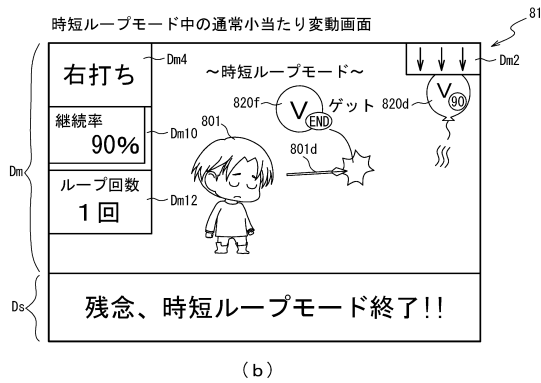 時短ループモード中の通常小当たり変動画面
81
右打ち
Dm4
～時短ループモード～
Dm2
820f
V
ゲット
END
820d
V
90
継続率
90%
Dm10
801
801d
Dm
ループ回数
1回
Dm12
Ds
残念、時短ループモード終了!!
(b)